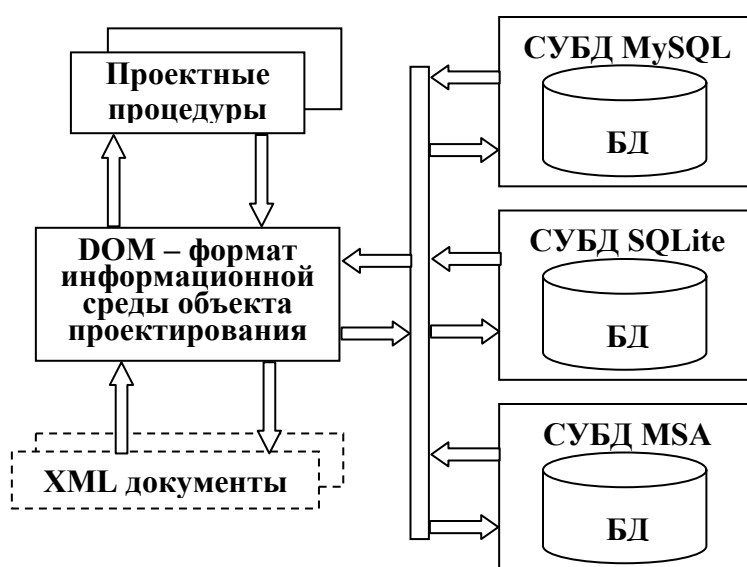 Проектные
процедуры
DOM – формат
информационной
среды объекта
проектирования
XML документы
СУБД MySQL
БД
СУБД SQLite
БД
СУБД MSA
БД